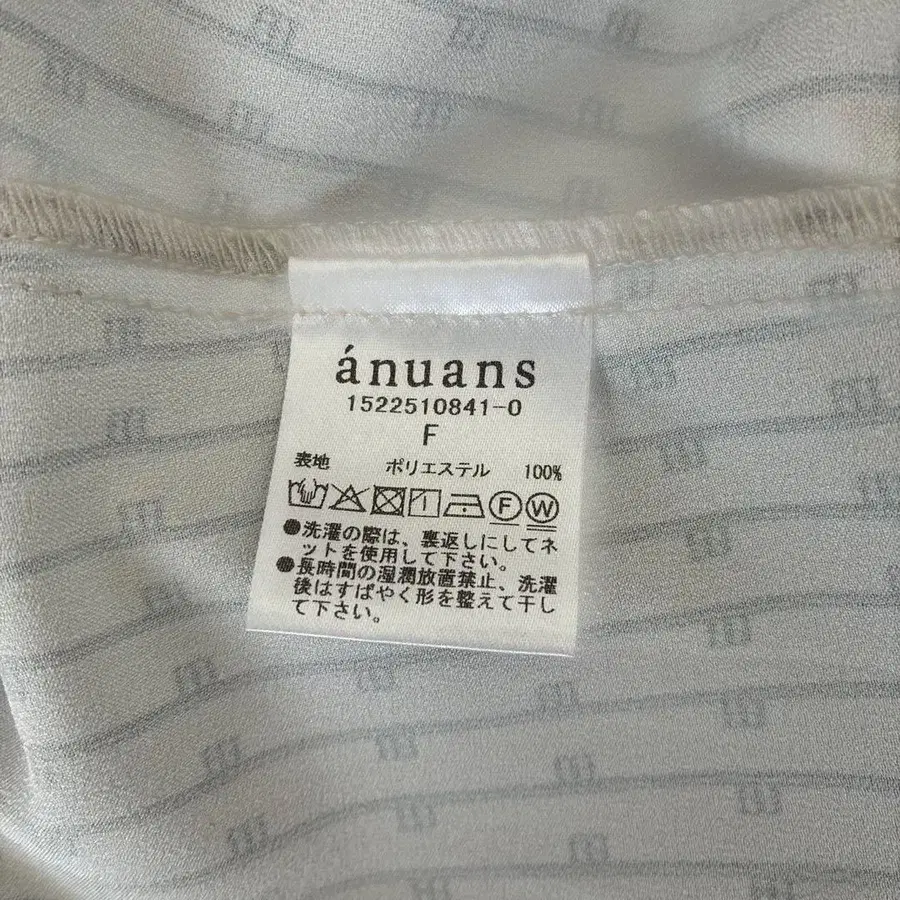 ánuans
1522510841-0
F
表地 ポリエステル 100%
F W
●洗濯の際は、裏返しにしてネ
ットを使用して下さい。
●長時間の湿潤放置禁止、洗濯
後はすばやく形を整えて干し
て下さい。